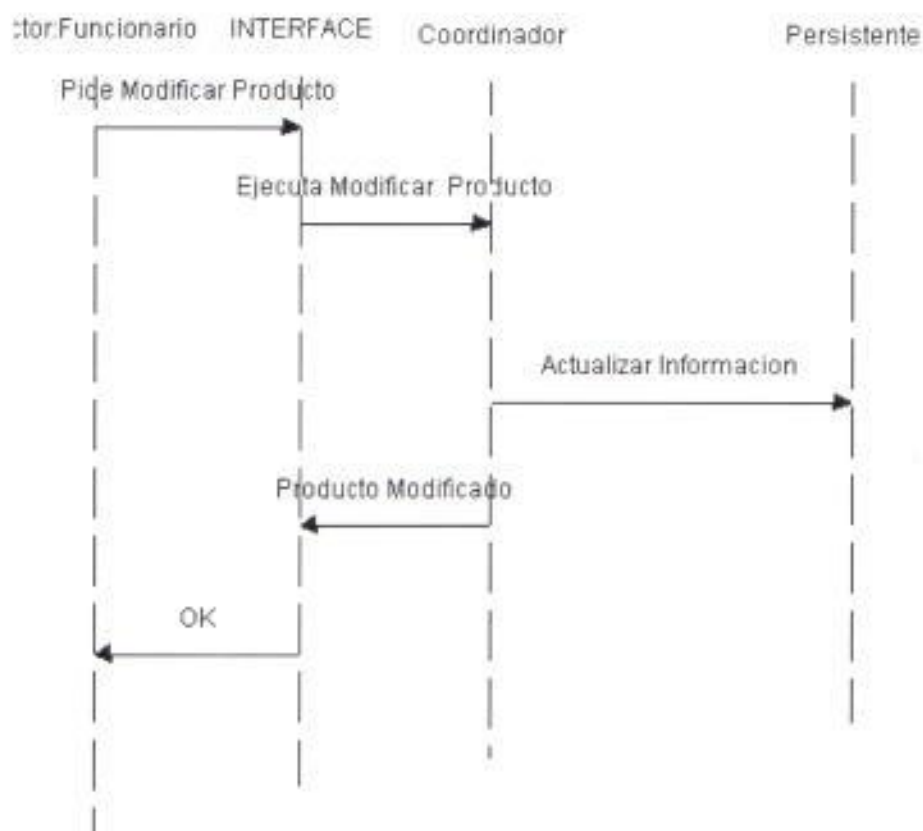 ctor:Funcionario INTERFACE Coordinador Persistente
Pide Modificar Producto
Ejecuta Modificar Producto
Actualizar Informacion
Producto Modificado
OK